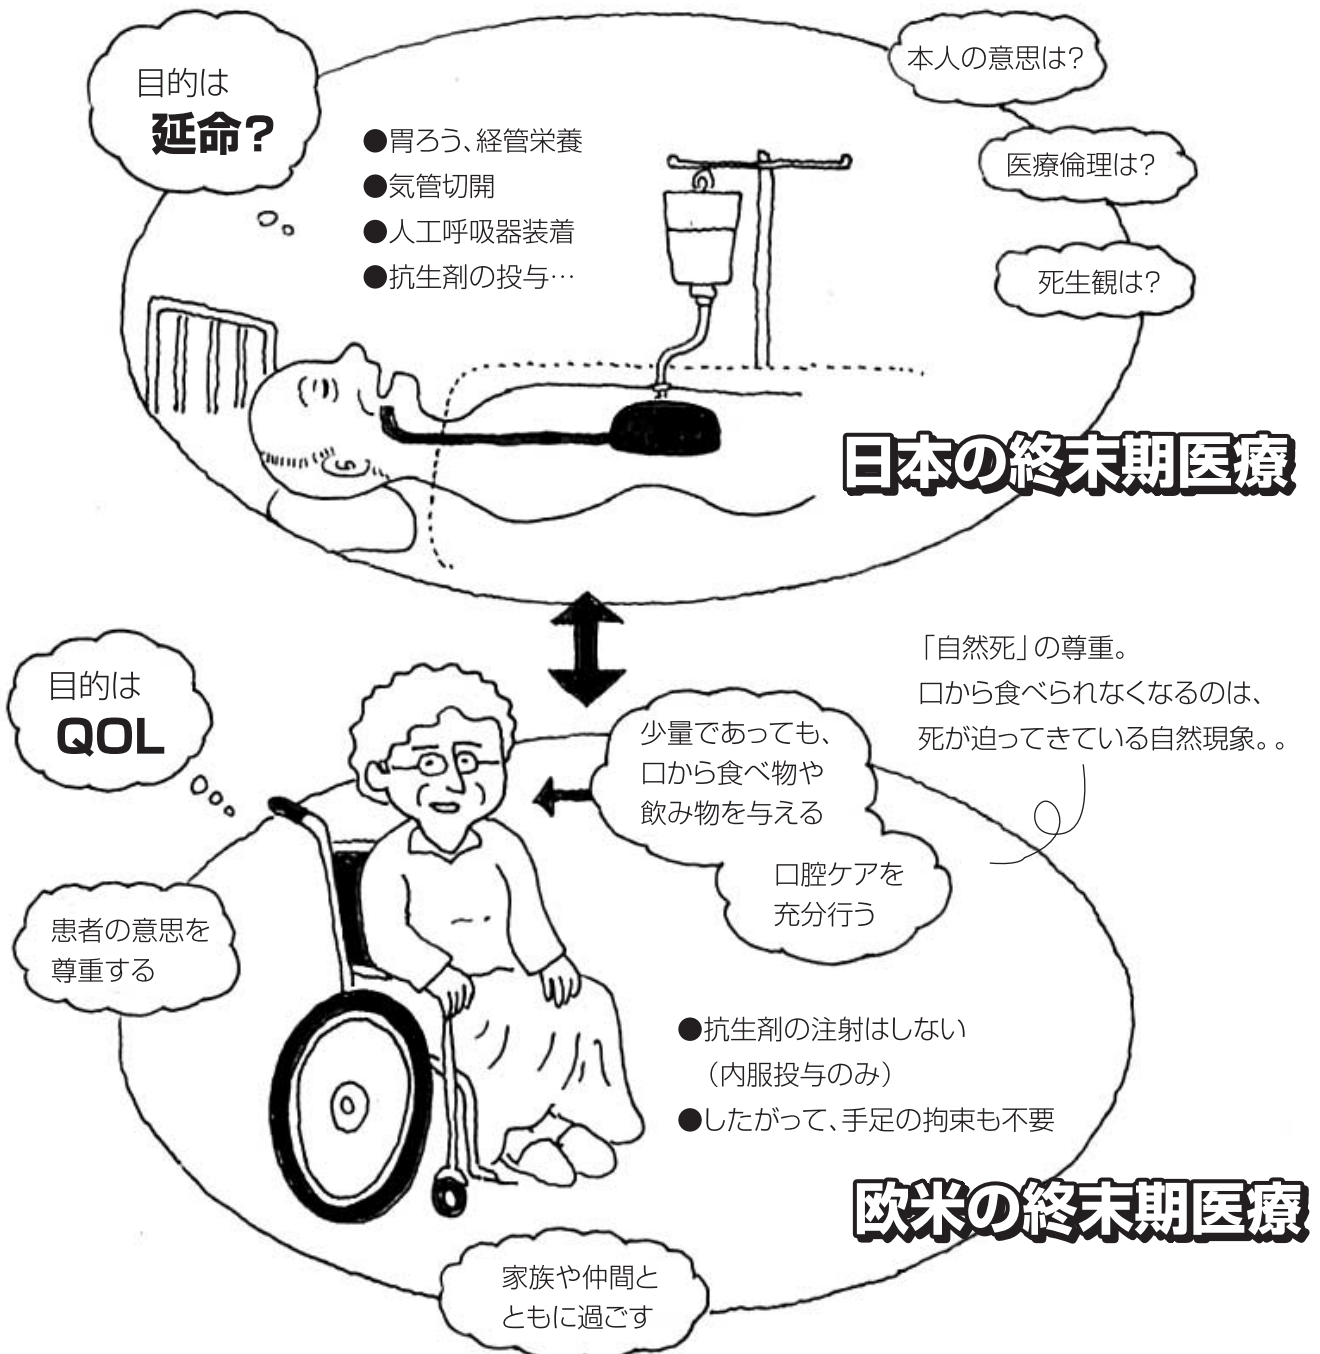 目的は
延命?
●胃ろう、経管栄養
●気管切開
●人工呼吸器装着
●抗生剤の投与…
本人の意思は?
医療倫理は?
死生観は?
日本の終末期医療
目的は
QOL
「自然死」の尊重。
口から食べられなくなるのは、
死が迫ってきている自然現象。。
少量であっても、
口から食べ物や
飲み物を与える
口腔ケアを
充分行う
患者の意思を
尊重する
●抗生剤の注射はしない
（内服投与のみ）
●したがって、手足の拘束も不要
欧米の終末期医療
家族や仲間と
ともに過ごす